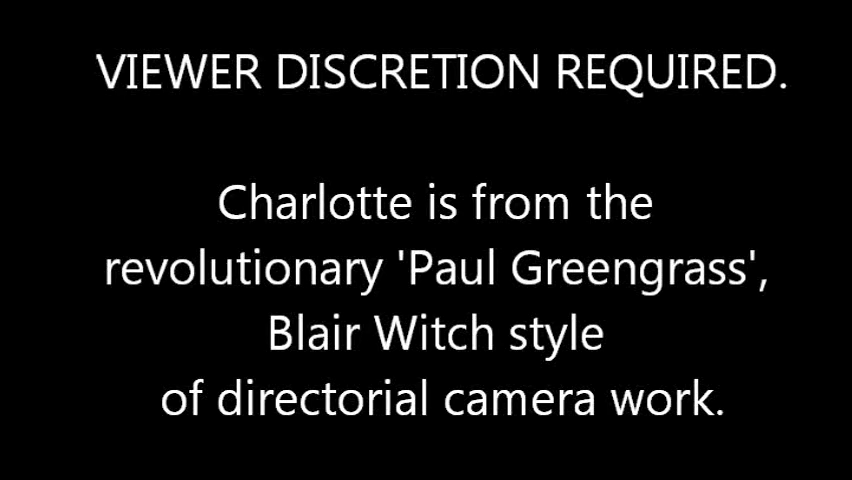 VIEWER DISCRETION REQUIRED.
Charlotte is from the
revolutionary 'Paul Greengrass',
Blair Witch style
of directorial camera work.